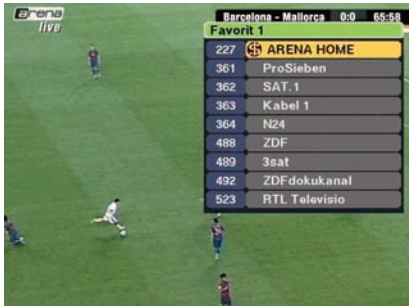 arena
live
Barcelona - Mallorca 0:0 65:58
Favorit 1
227 ARENA HOME
361 ProSieben
362 SAT.1
363 Kabel 1
364 N24
488 ZDF
489 3sat
492 ZDFdokukanal
523 RTL Televisio